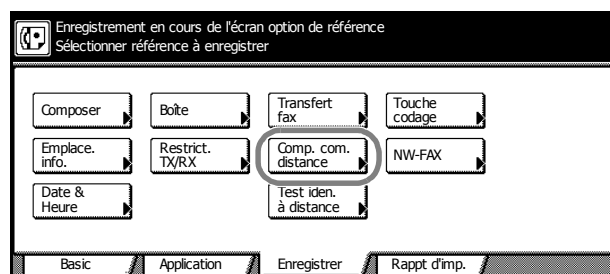 Enregistrement en cours de l'écran option de référence
Sélectionner référence à enregistrer
Composer
Boîte
Transfert
fax
Touche
codage
Emplace.
info.
Restrict.
TX/RX
Comp. com.
distance
NW-FAX
Date &
Heure
Test iden.
à distance
Basic
Application
Enregistrer
Rappt d'imp.